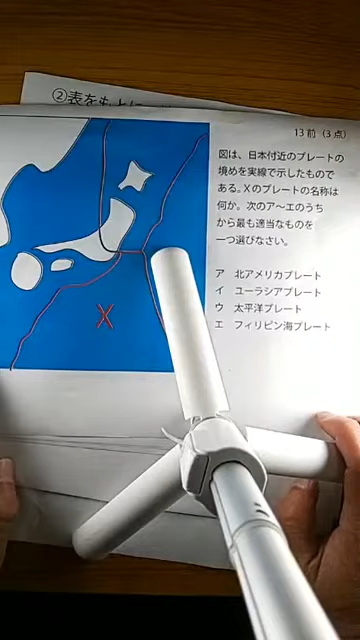 ②表をもとに
13前（3点）
図は、日本付近のプレートの
境めを実線で示したもので
ある。Xのプレートの名称は
何か。次のア〜エのうち
から最も適当なものを
一つ選びなさい。
ア 北アメリカプレート
イ ユーラシアプレート
ウ 太平洋プレート
エ フィリピン海プレート
X